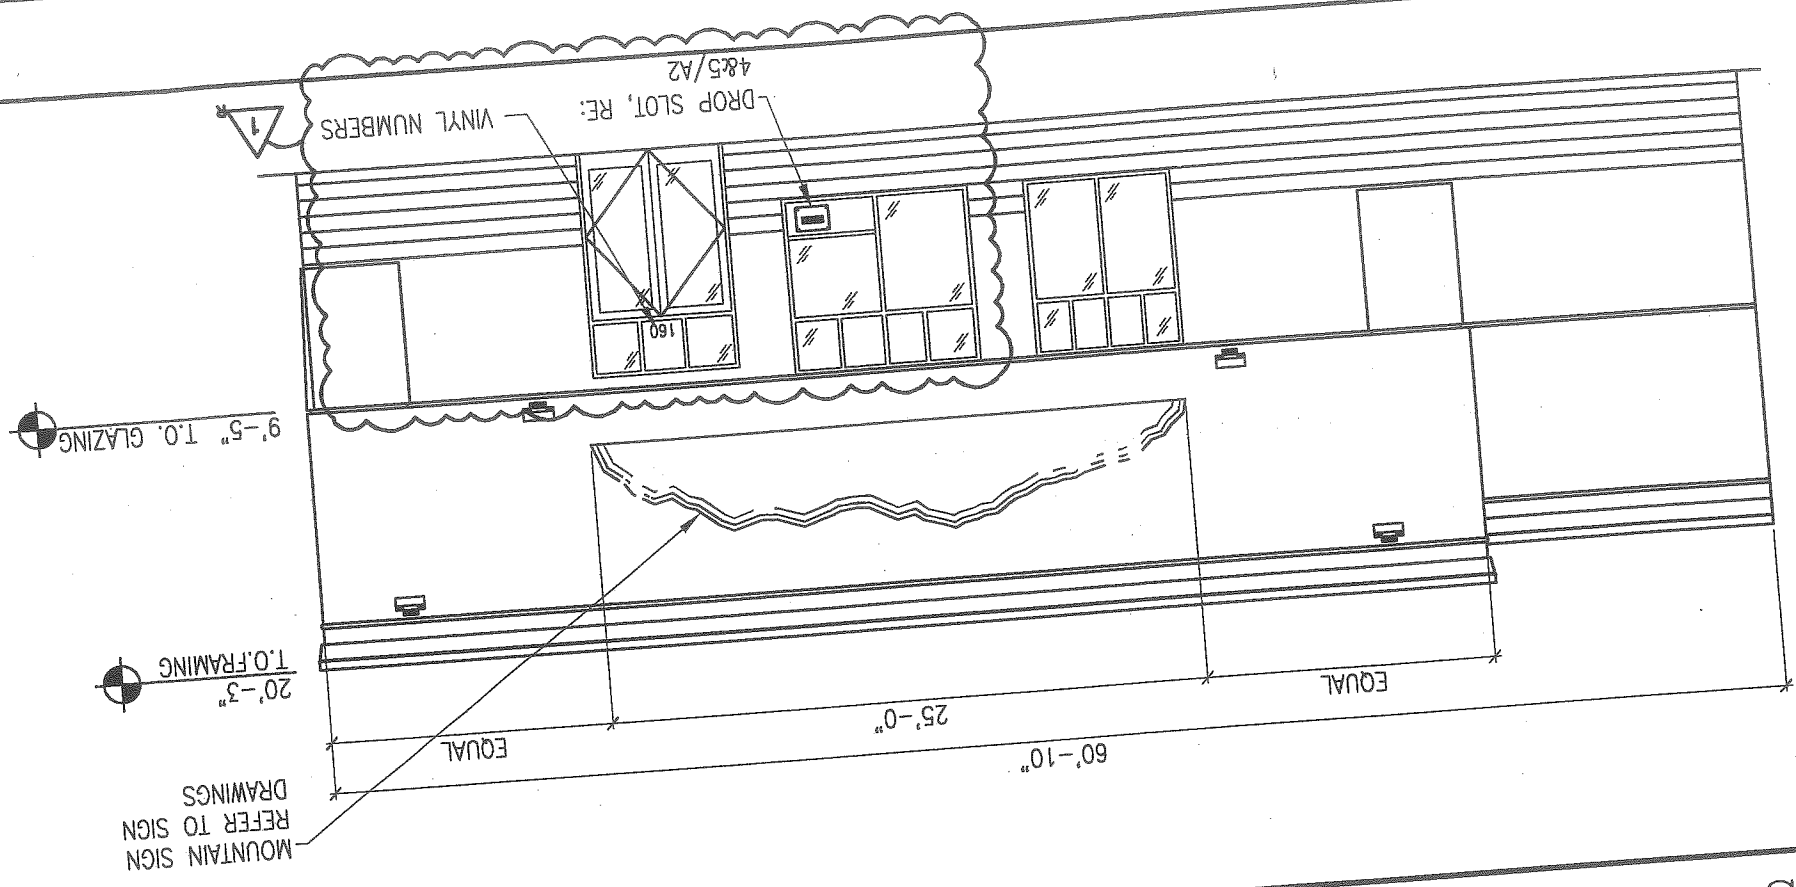 MOUNTAIN SIGN
REFER TO SIGN
DRAWINGS
60'-10"
EQUAL
25'-0"
EQUAL
20'-3"
T.O.FRAMING
9'-5" T.O. GLAZING
160
VINYL NUMBERS
DROP SLOT, RE:
4&5/A2
1
R